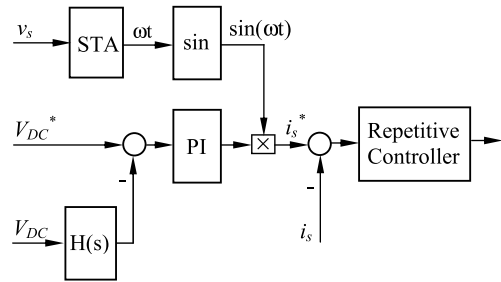 v_s
STA
ωt
sin
sin(ωt)
V_DC*
-
PI
×
i_s*
-
Repetitive
Controller
V_DC
H(s)
i_s